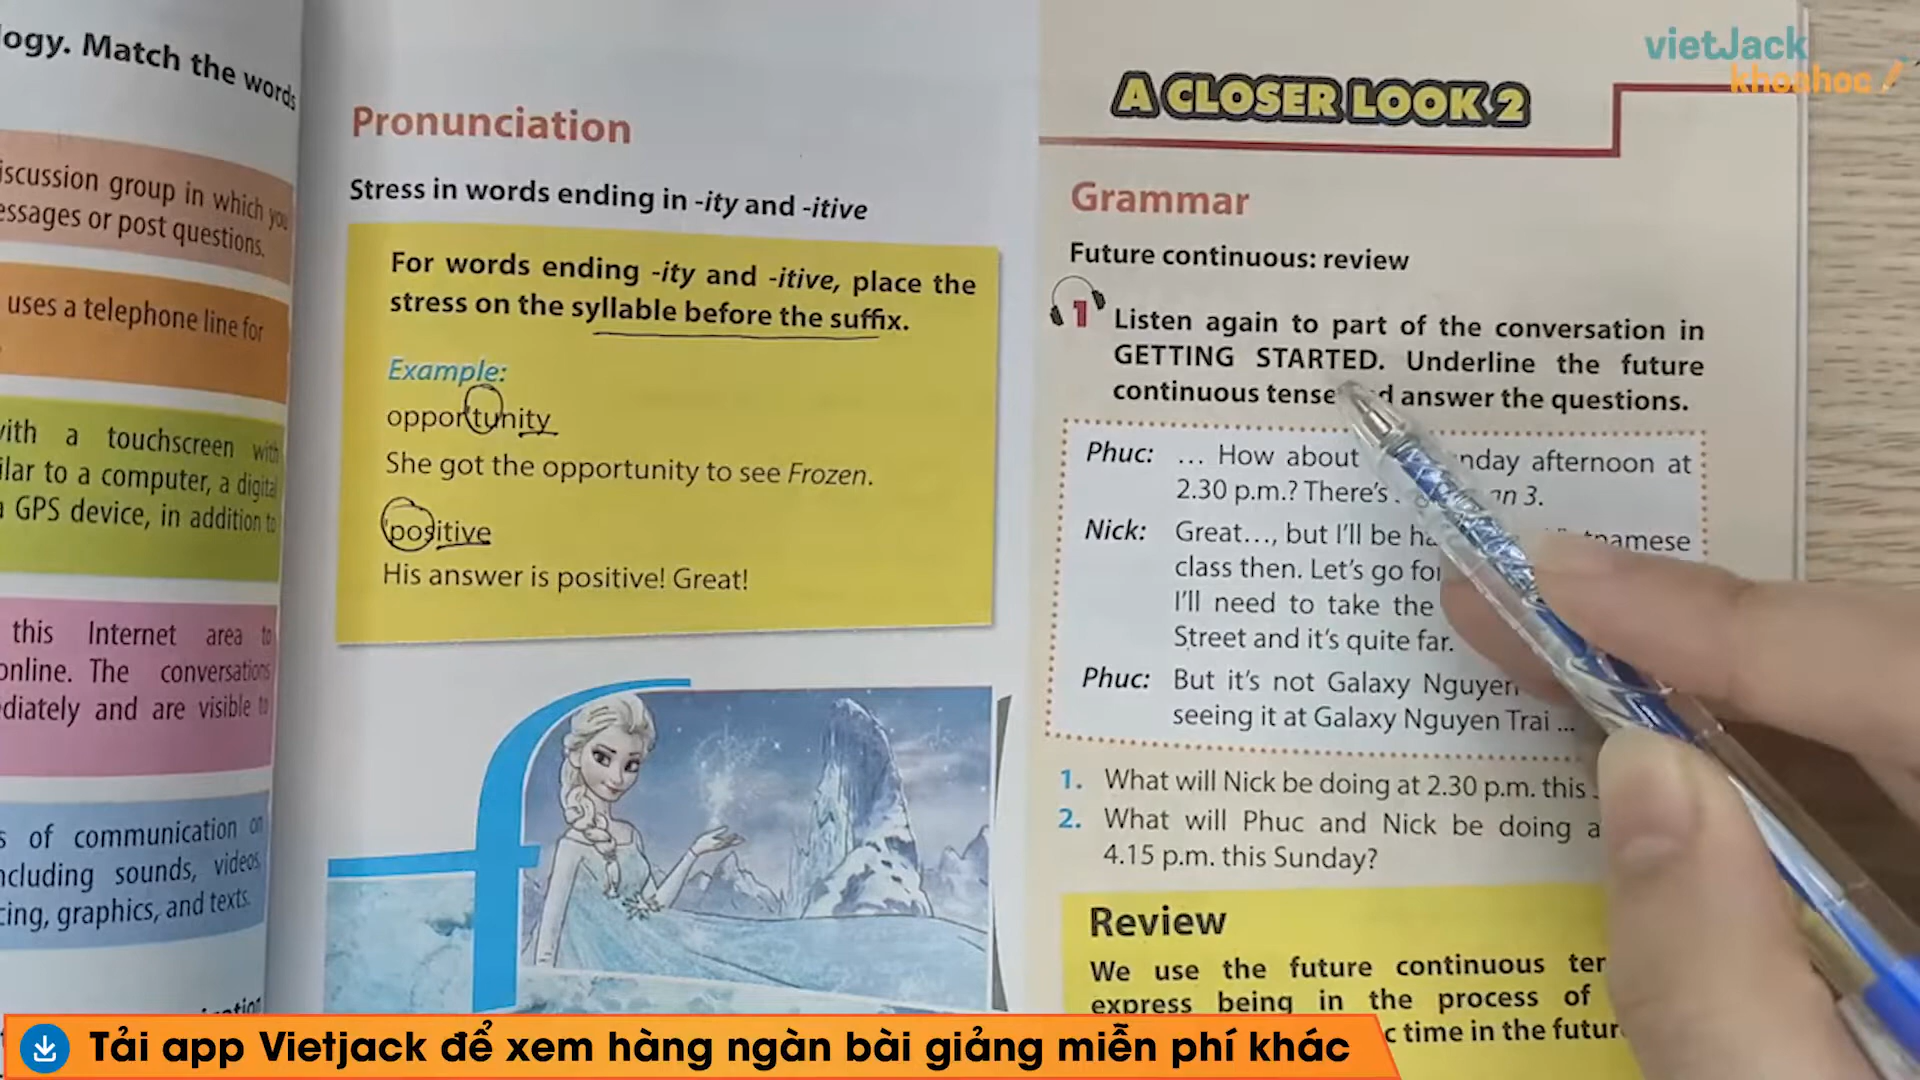 logy. Match the words
iscussion group in which you
essages or post questions.
uses a telephone line for
with a touchscreen with
ilar to a computer, a digital
a GPS device, in addition to
this Internet area to
online. The conversations
diately and are visible to
s of communication on
ncluding sounds, videos,
cing, graphics, and texts.
Pronunciation
Stress in words ending in -ity and -itive
For words ending -ity and -itive, place the
stress on the syllable before the suffix.
Example:
oppor'tunity
She got the opportunity to see Frozen.
'positive
His answer is positive! Great!
A CLOSER LOOK 2
Grammar
Future continuous: review
1 Listen again to part of the conversation in
GETTING STARTED. Underline the future
continuous tense answer the questions.
Phuc: ... How about afternoon at
2.30 p.m.? There's an 3.
Nick: Great..., but I'll be
class then. Let's go for
I'll need to take the
Street and it's quite far.
Phuc: But it's not Galaxy Nguyen
seeing it at Galaxy Nguyen Trai ...
1. What will Nick be doing at 2.30 p.m. this
2. What will Phuc and Nick be doing a
4.15 p.m. this Sunday?
Review
We use the future continuous
express being in the process of
time in the future
vietJack
khoahoc
Tải app Vietjack để xem hàng ngàn bài giảng miễn phí khác